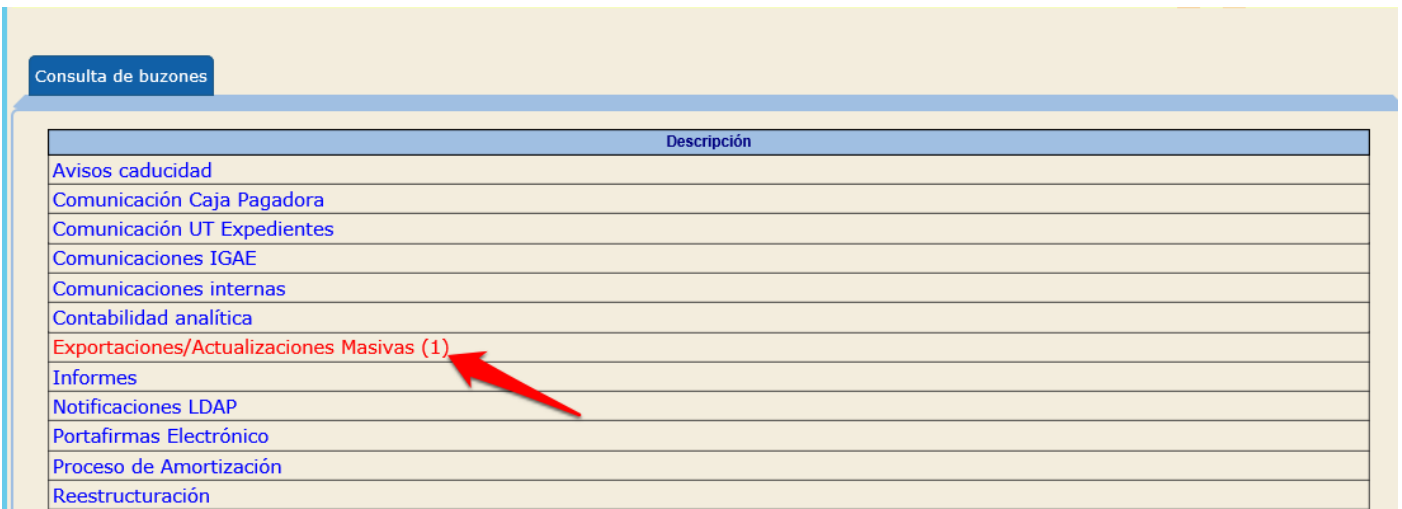 Consulta de buzones
Descripción
Avisos caducidad
Comunicación Caja Pagadora
Comunicación UT Expedientes
Comunicaciones IGAE
Comunicaciones internas
Contabilidad analítica
Exportaciones/Actualizaciones Masivas (1)
Informes
Notificaciones LDAP
Portafirmas Electrónico
Proceso de Amortización
Reestructuración